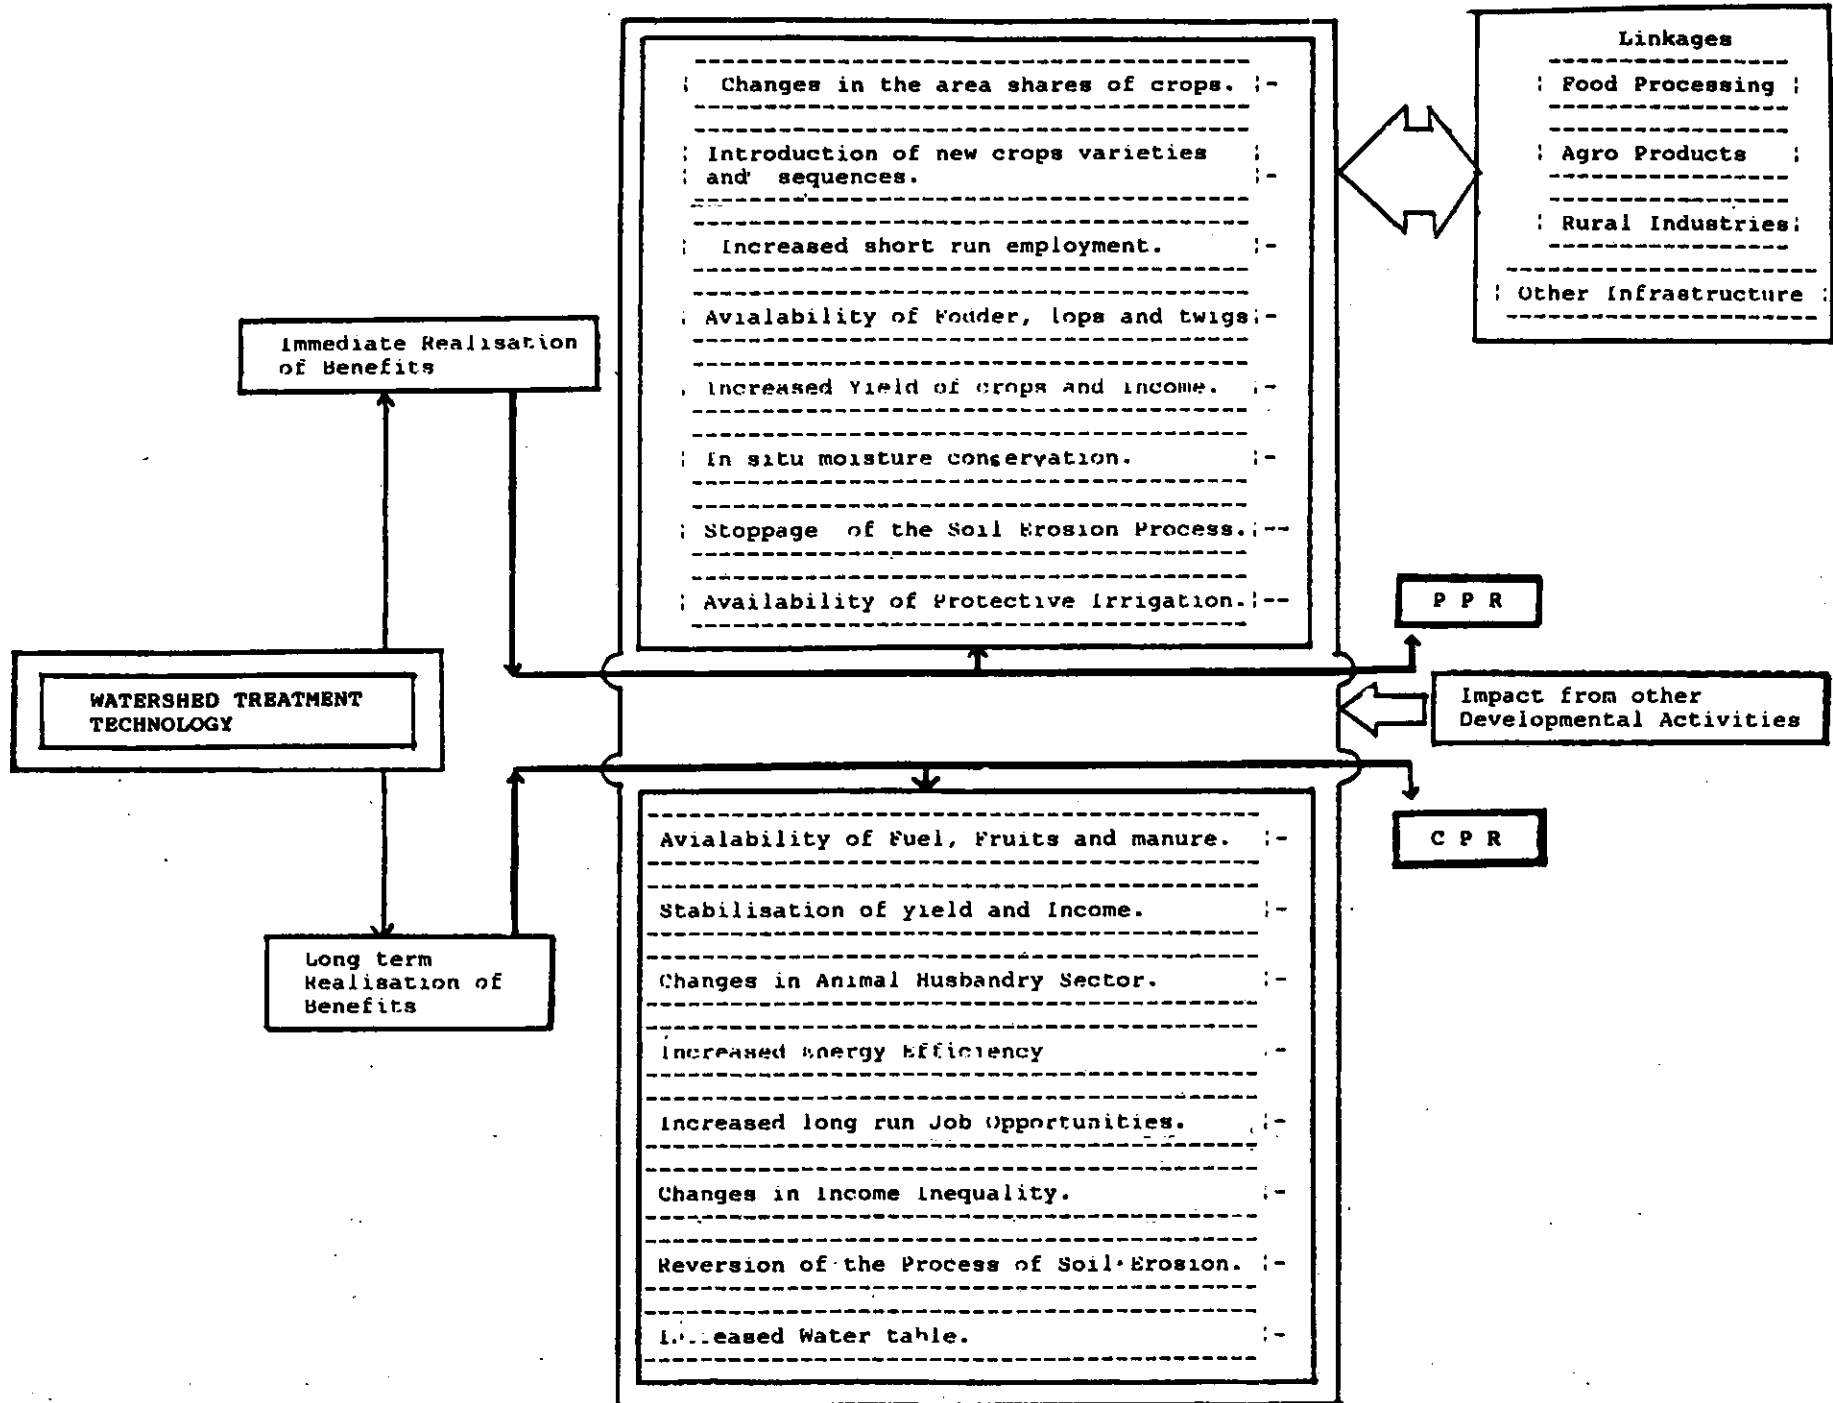 Linkages
Food Processing
Agro Products
Rural Industries
Other Infrastructure
Changes in the area shares of crops.
Introduction of new crops varieties
and sequences.
Increased short run employment.
Avialability of Fodder, lops and twigs
Increased Yield of crops and Income.
In situ moisture conservation.
Stoppage of the Soil Erosion Process.
Availability of Protective Irrigation.
Immediate Realisation
of Benefits
WATERSHED TREATMENT
TECHNOLOGY
P P R
Impact from other
Developmental Activities
C P R
Long term
Realisation of
Benefits
Avialability of Fuel, Fruits and manure.
Stabilisation of yield and Income.
Changes in Animal Husbandry Sector.
Increased Energy Efficiency
Increased long run Job Opportunities.
Changes in Income Inequality.
Reversion of the Process of Soil Erosion.
Water table.